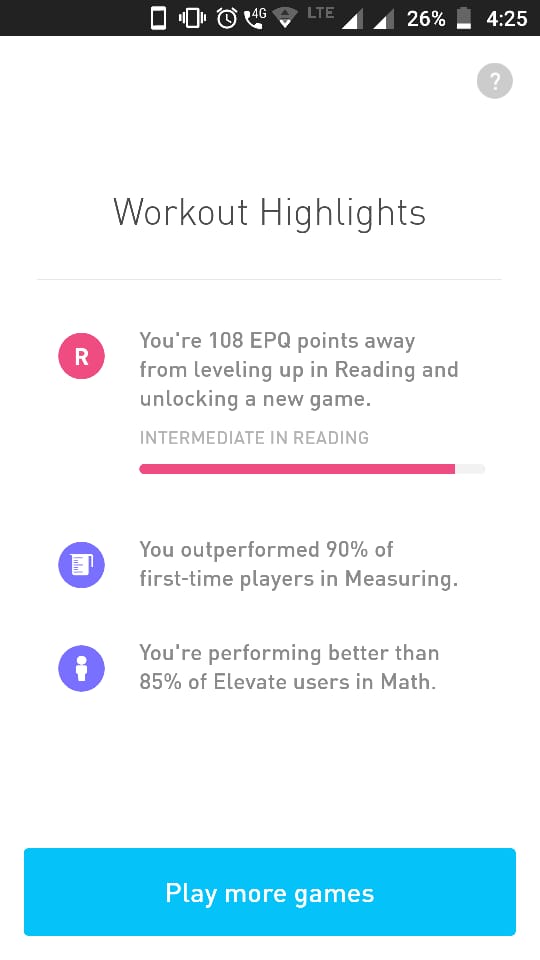 4G LTE 26% 4:25
?
Workout Highlights
R
You're 108 EPQ points away
from leveling up in Reading and
unlocking a new game.
INTERMEDIATE IN READING
You outperformed 90% of
first-time players in Measuring.
You're performing better than
85% of Elevate users in Math.
Play more games